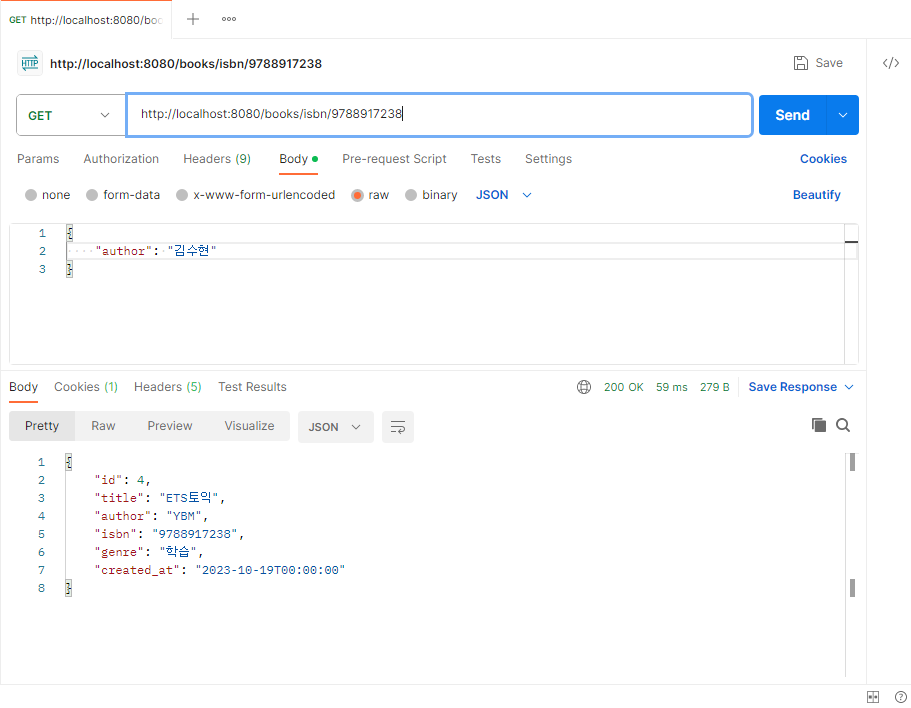 GET http://localhost:8080/boo
HTTP http://localhost:8080/books/isbn/9788917238 Save </>
GET http://localhost:8080/books/isbn/9788917238 Send
Params Authorization Headers (9) Body Pre-request Script Tests Settings Cookies
none form-data x-www-form-urlencoded raw binary JSON Beautify
1 {
2 "author": "김수현"
3 }
Body Cookies (1) Headers (5) Test Results 200 OK 59 ms 279 B Save Response
Pretty Raw Preview Visualize JSON
1 {
2 "id": 4,
3 "title": "ETS토익",
4 "author": "YBM",
5 "isbn": "9788917238",
6 "genre": "학습",
7 "created_at": "2023-10-19T00:00:00"
8 }